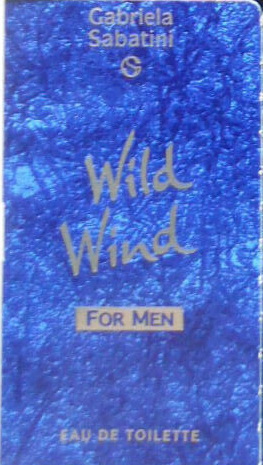 Gabriela
Sabatini
Wild
Wind
FOR MEN
EAU DE TOILETTE